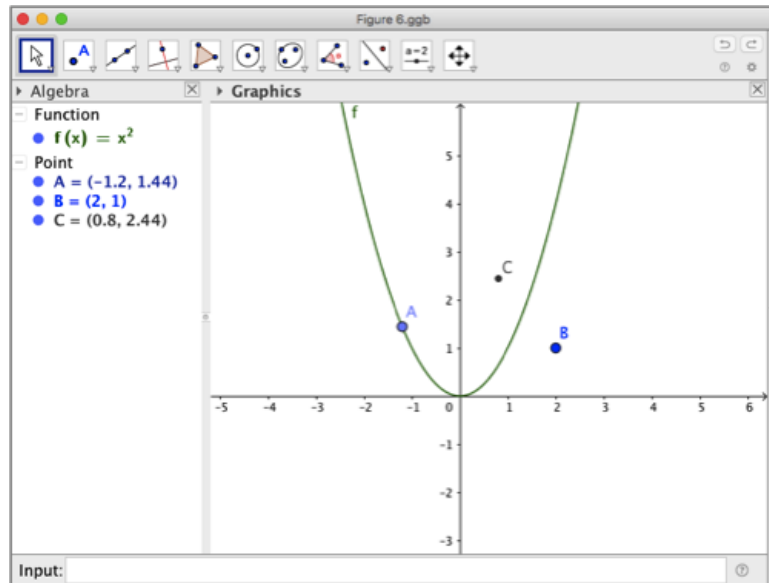 Figure 6.ggb
A
a=2
Algebra
Graphics
Function
f(x) = x²
Point
A = (-1.2, 1.44)
B = (2, 1)
C = (0.8, 2.44)
f
5
4
3
C
2
A
B
1
-5 -4 -3 -2 -1 0 1 2 3 4 5 6
-1
-2
-3
Input: